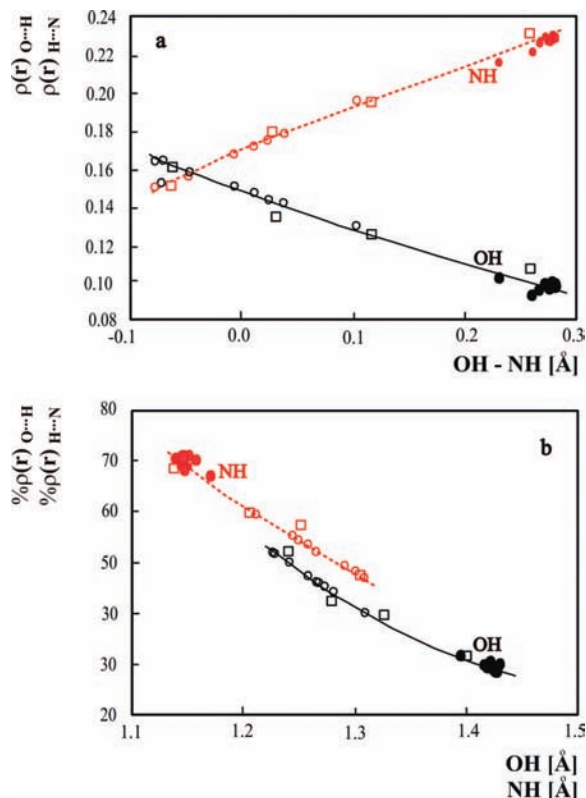 ρ(r) O···H
ρ(r) H···N
0.24
a
0.22
0.20
NH
0.18
0.16
0.14
0.12
OH
0.10
0.08
-0.1
0.0
0.1
0.2
0.3
OH - NH [Å]
%ρ(r) O···H
%ρ(r) H···N
80
b
70
NH
60
50
30
OH
30
20
1.1
1.2
1.3
1.4
1.5
OH [Å]
NH [Å]